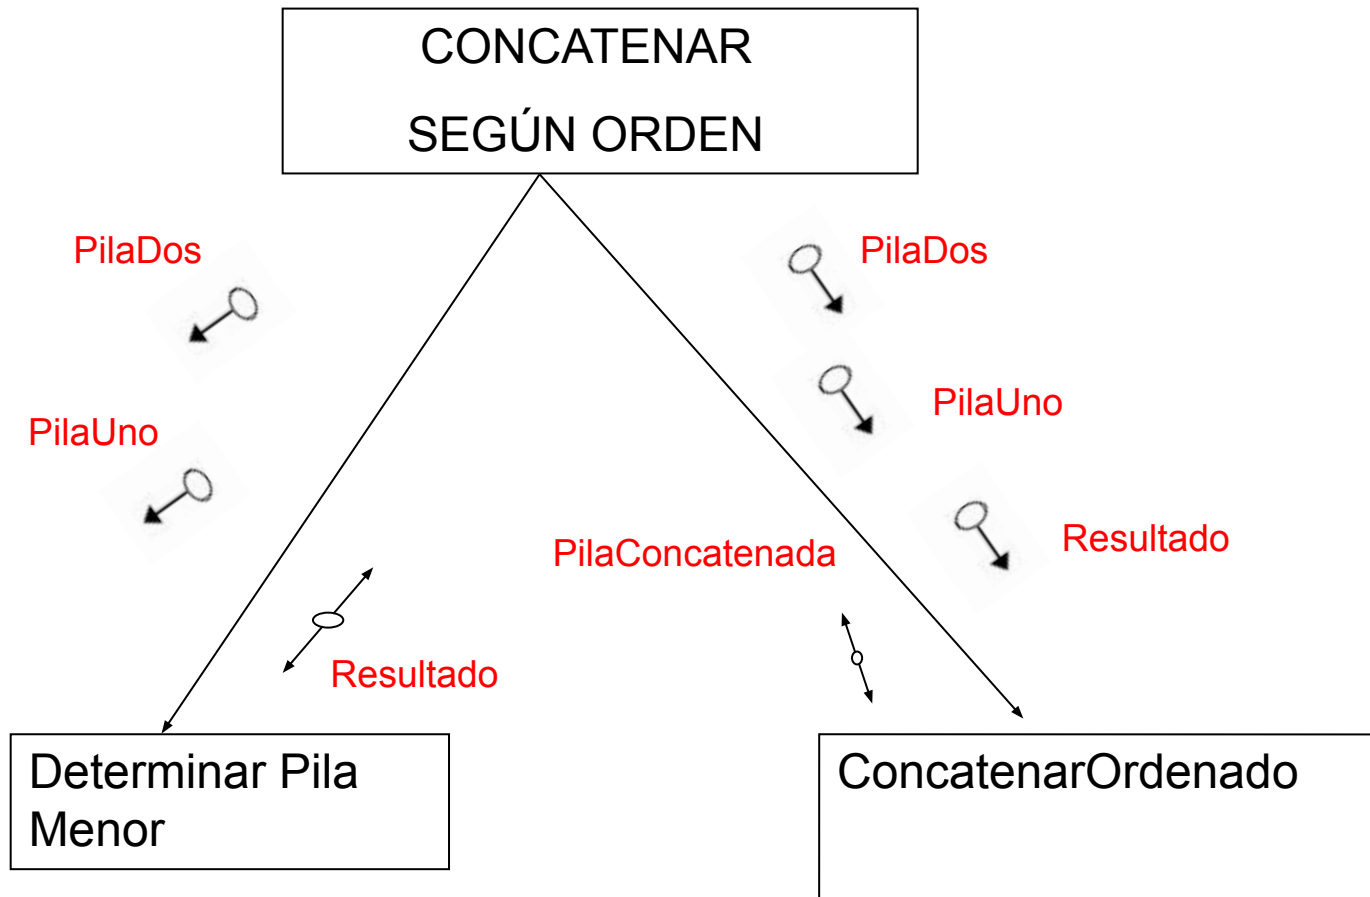 CONCATENAR
SEGÚN ORDEN
PilaDos
PilaDos
PilaUno
PilaUno
Resultado
PilaConcatenada
Resultado
Determinar Pila
Menor
ConcatenarOrdenado